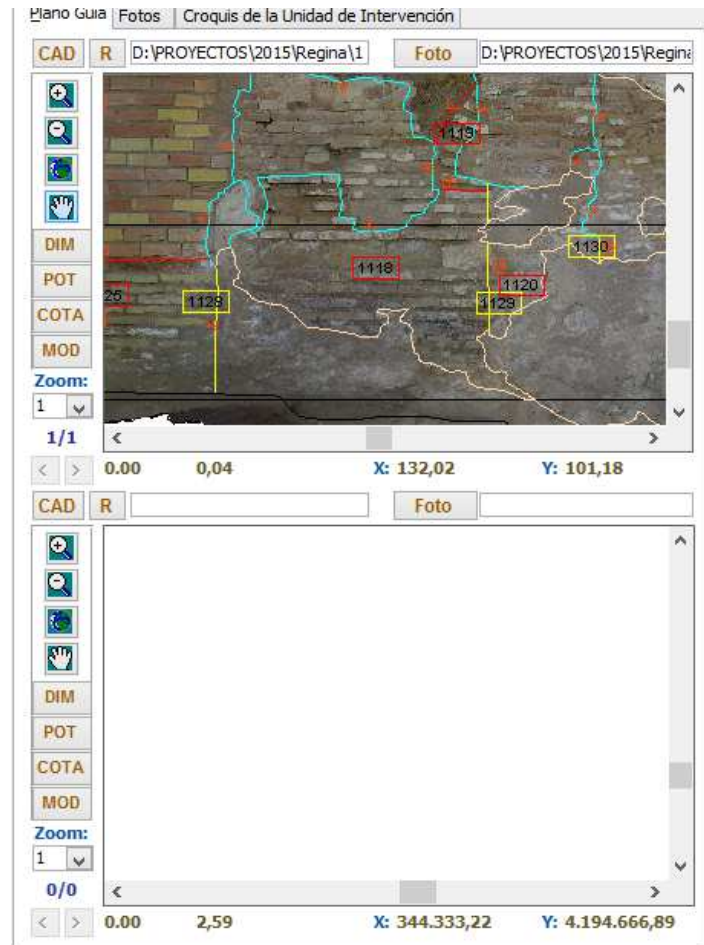 Plano Guia Fotos Croquis de la Unidad de Intervención
CAD R D:\PROYECTOS\2015\Regina\1 Foto D:\PROYECTOS\2015\Regina
1119
DIM
1130
POT
1118
25
1120
1129
1129
COTA
MOD
Zoom:
1
1/1
0.00 0,04 X: 132,02 Y: 101,18
CAD R Foto
DIM
POT
COTA
MOD
Zoom:
1
0/0
0.00 2,59 X: 344.333,22 Y: 4.194.666,89